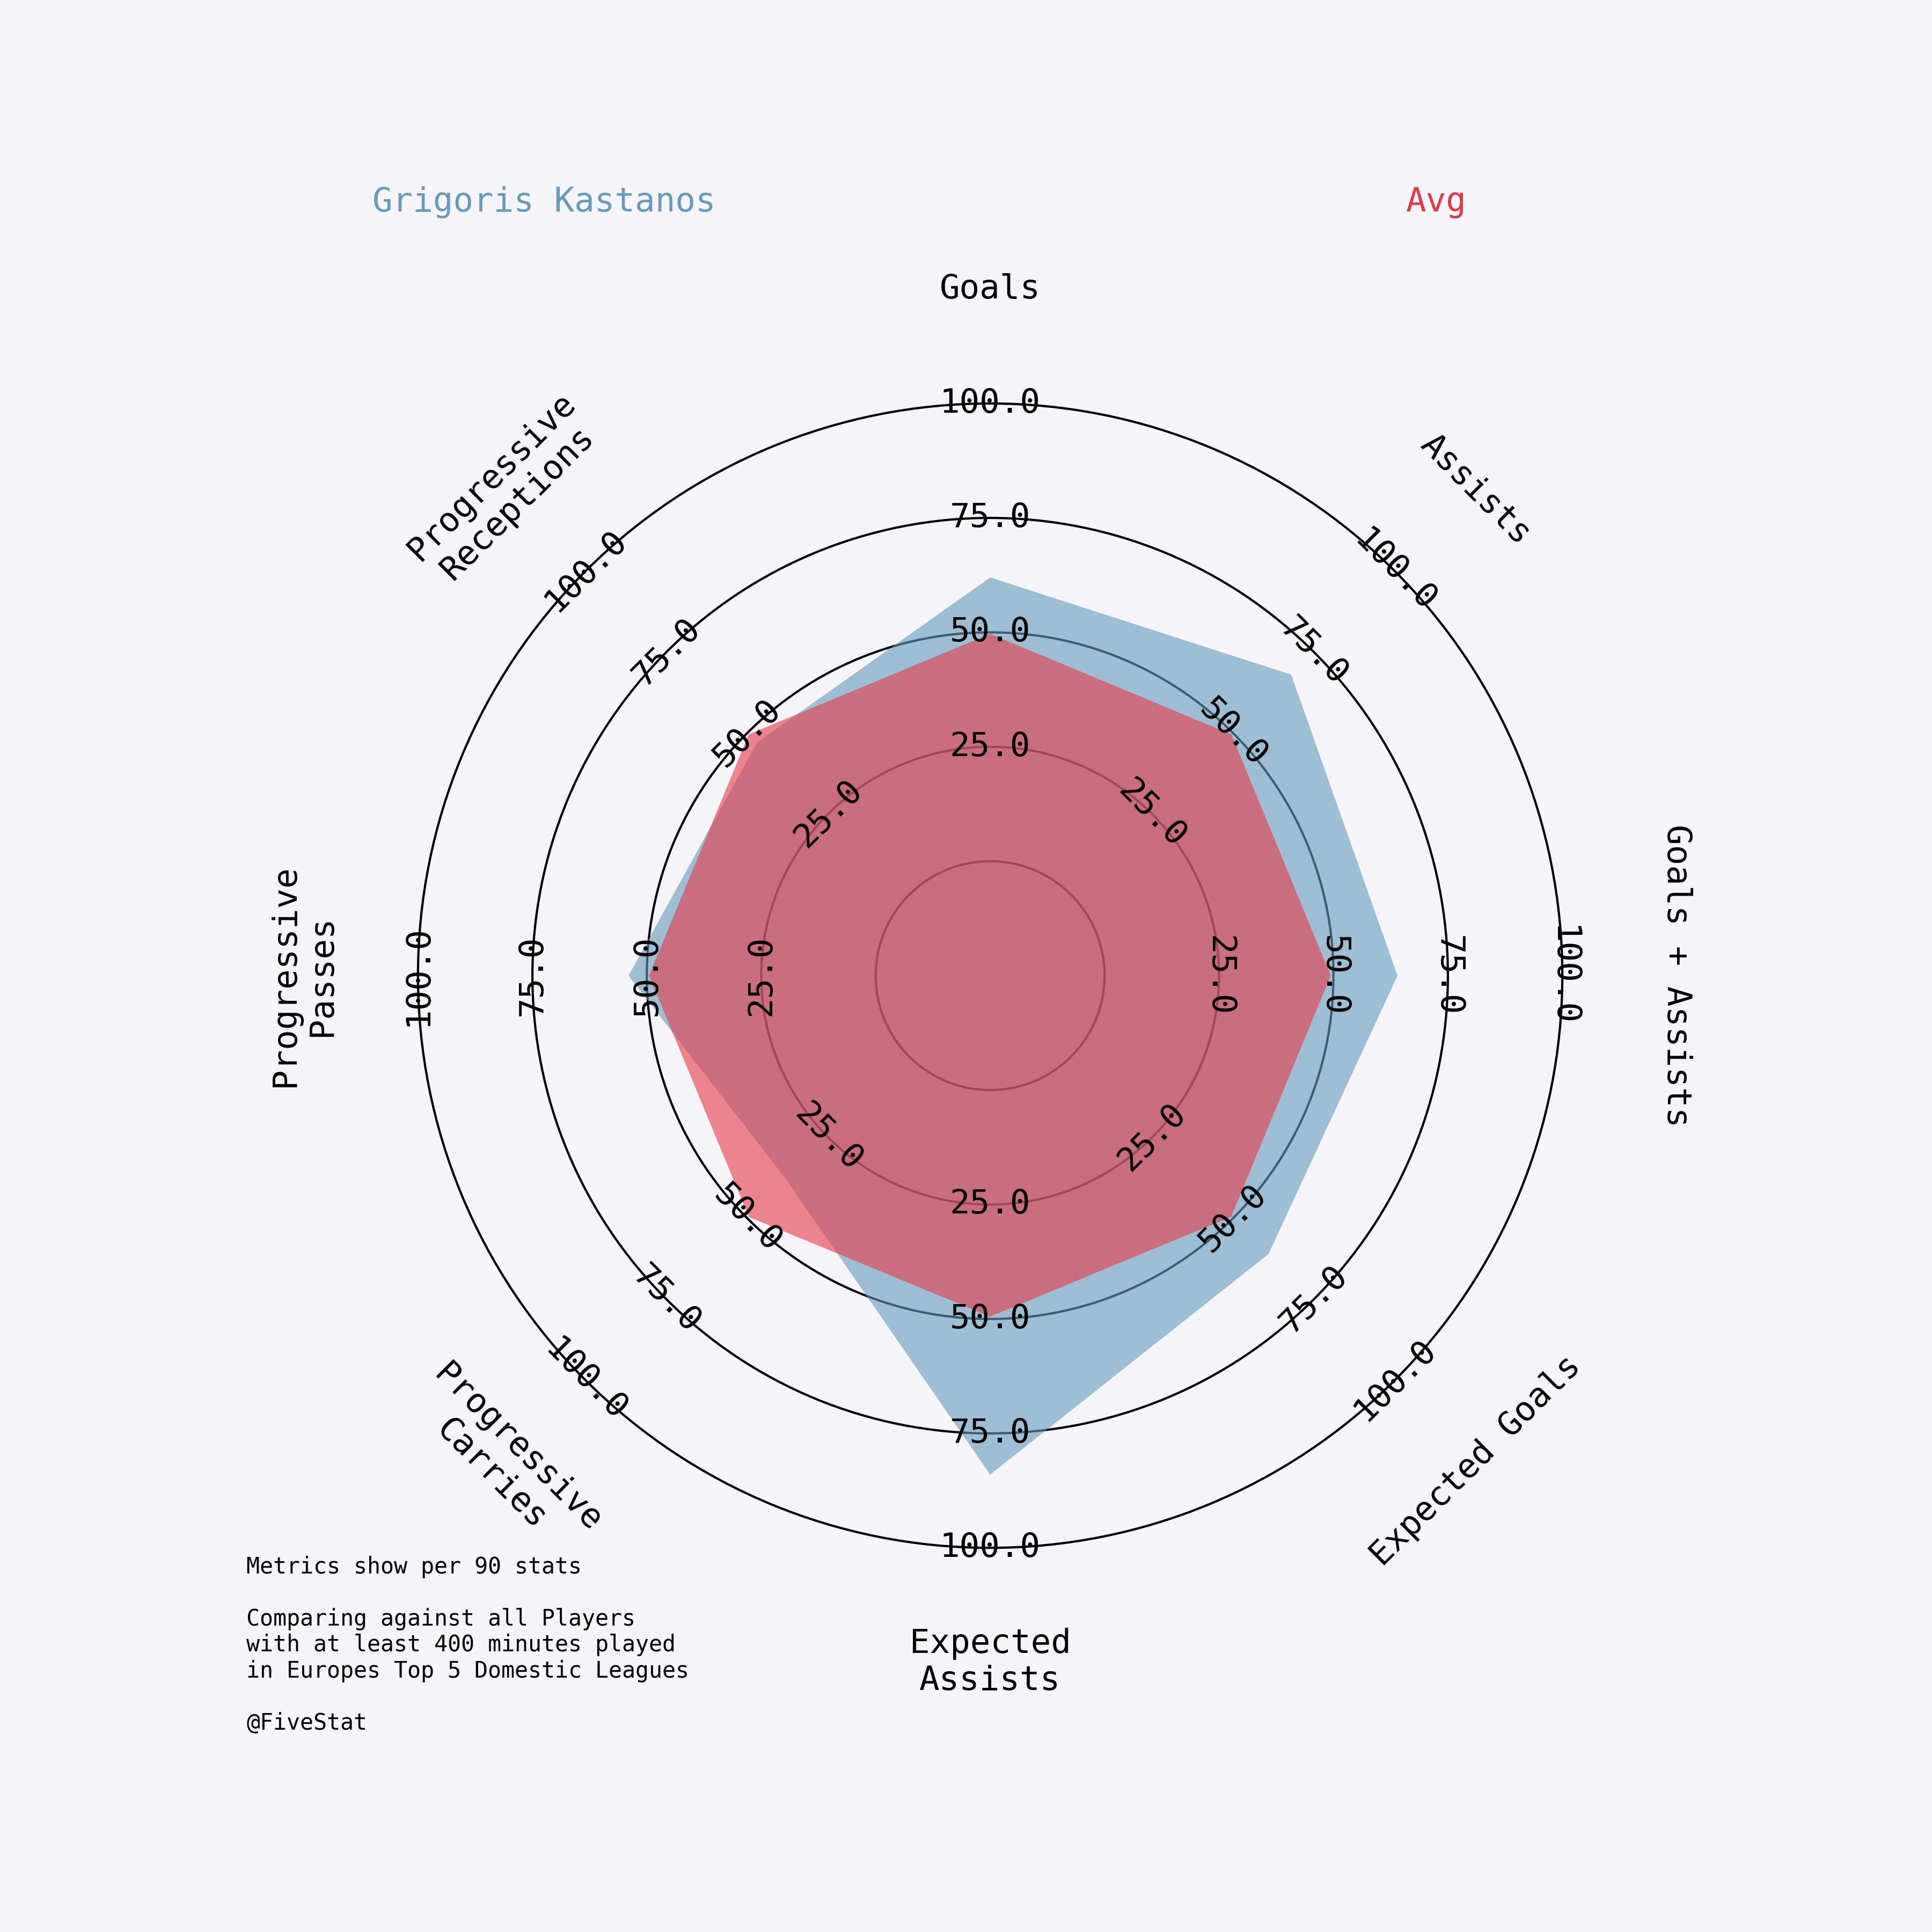 Grigoris Kastanos
Avg
Goals
Assists
Goals + Assists
Expected Goals
Expected
Assists
Progressive
Carries
Progressive
Passes
Progressive
Receptions
25.0
50.0
75.0
100.0
25.0
50.0
75.0
100.0
25.0
50.0
75.0
100.0
25.0
50.0
75.0
100.0
25.0
50.0
75.0
100.0
25.0
50.0
75.0
100.0
25.0
50.0
75.0
100.0
25.0
50.0
75.0
100.0
Metrics show per 90 stats
Comparing against all Players
with at least 400 minutes played
in Europes Top 5 Domestic Leagues
@FiveStat